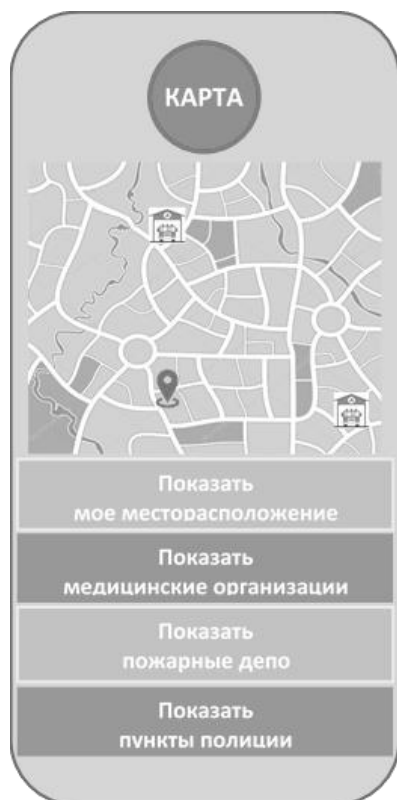 КАРТА
Показать
мое месторасположение
Показать
медицинские организации
Показать
пожарные депо
Показать
пункты полиции